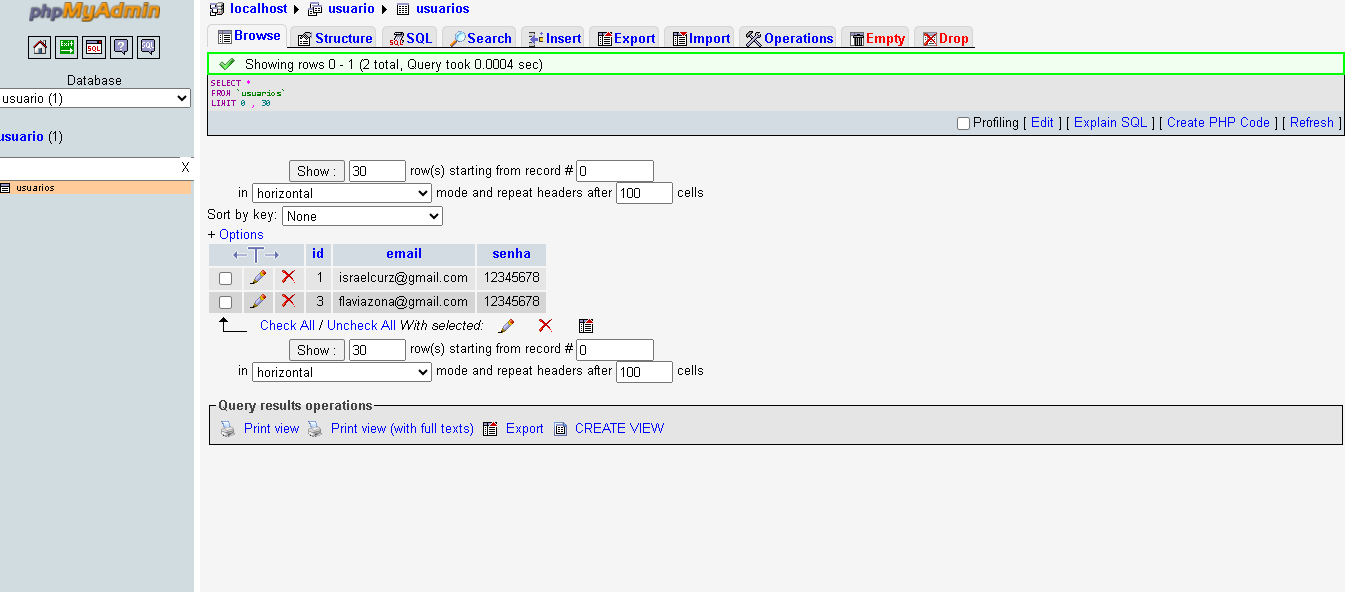 phpMyAdmin
Exit
SQL
?
SQL
Database
usuario (1)
usuario (1)
X
usuarios
localhost usuario usuarios
Browse Structure SQL Search Insert Export Import Operations Empty Drop
Showing rows 0 - 1 (2 total, Query took 0.0004 sec)
SELECT *
FROM `usuarios`
LIMIT 0 , 30
Profiling [ Edit ] [ Explain SQL ] [ Create PHP Code ] [ Refresh ]
Show : 30 row(s) starting from record # 0
in horizontal mode and repeat headers after 100 cells
Sort by key: None
+ Options
←T→ id email senha
1 israelcurz@gmail.com 12345678
3 flaviazona@gmail.com 12345678
Check All / Uncheck All With selected:
Show : 30 row(s) starting from record # 0
in horizontal mode and repeat headers after 100 cells
Query results operations
Print view Print view (with full texts) Export CREATE VIEW